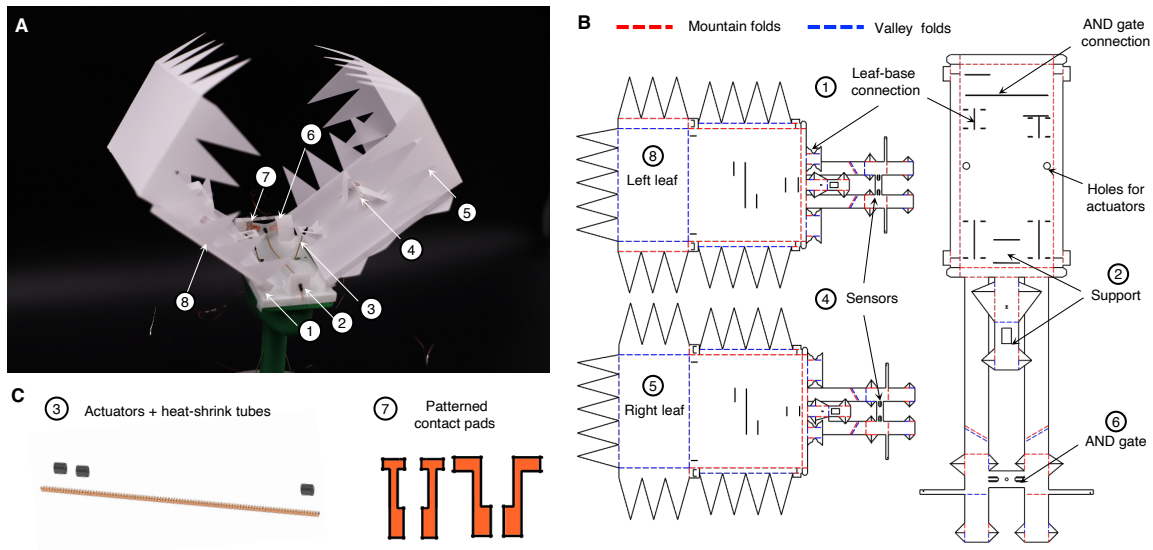 A
6
7
5
4
8
3
1
2
B
Mountain folds
Valley folds
AND gate
connection
1
Leaf-base
connection
8
Left leaf
Holes for
actuators
2
Support
4
Sensors
5
Right leaf
6
AND gate
C
3
Actuators + heat-shrink tubes
7
Patterned
contact pads